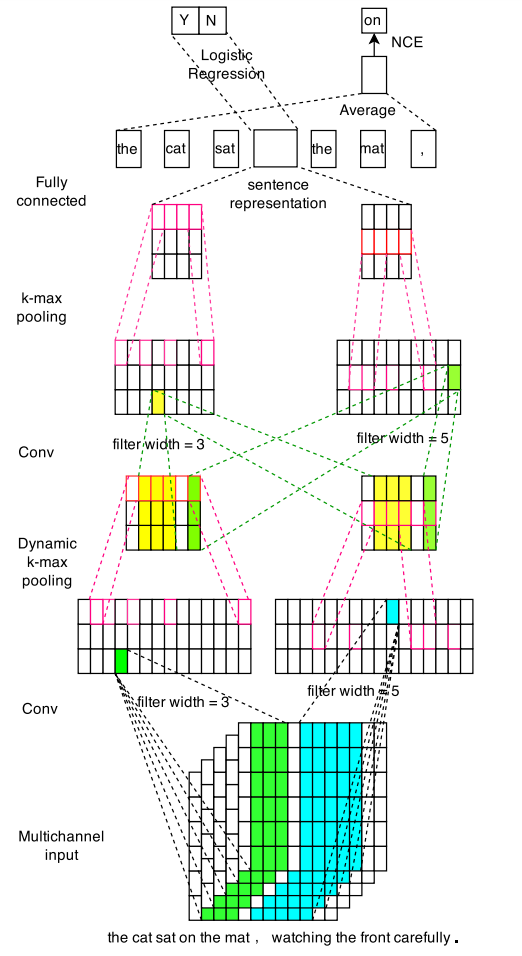 Y N
on
NCE
Logistic
Regression
Average
the cat sat the mat ,
sentence
representation
Fully
connected
k-max
pooling
filter width = 3
filter width = 5
Conv
Dynamic
k-max
pooling
filter width = 3
filter width = 5
Conv
Multichannel
input
the cat sat on the mat , watching the front carefully .